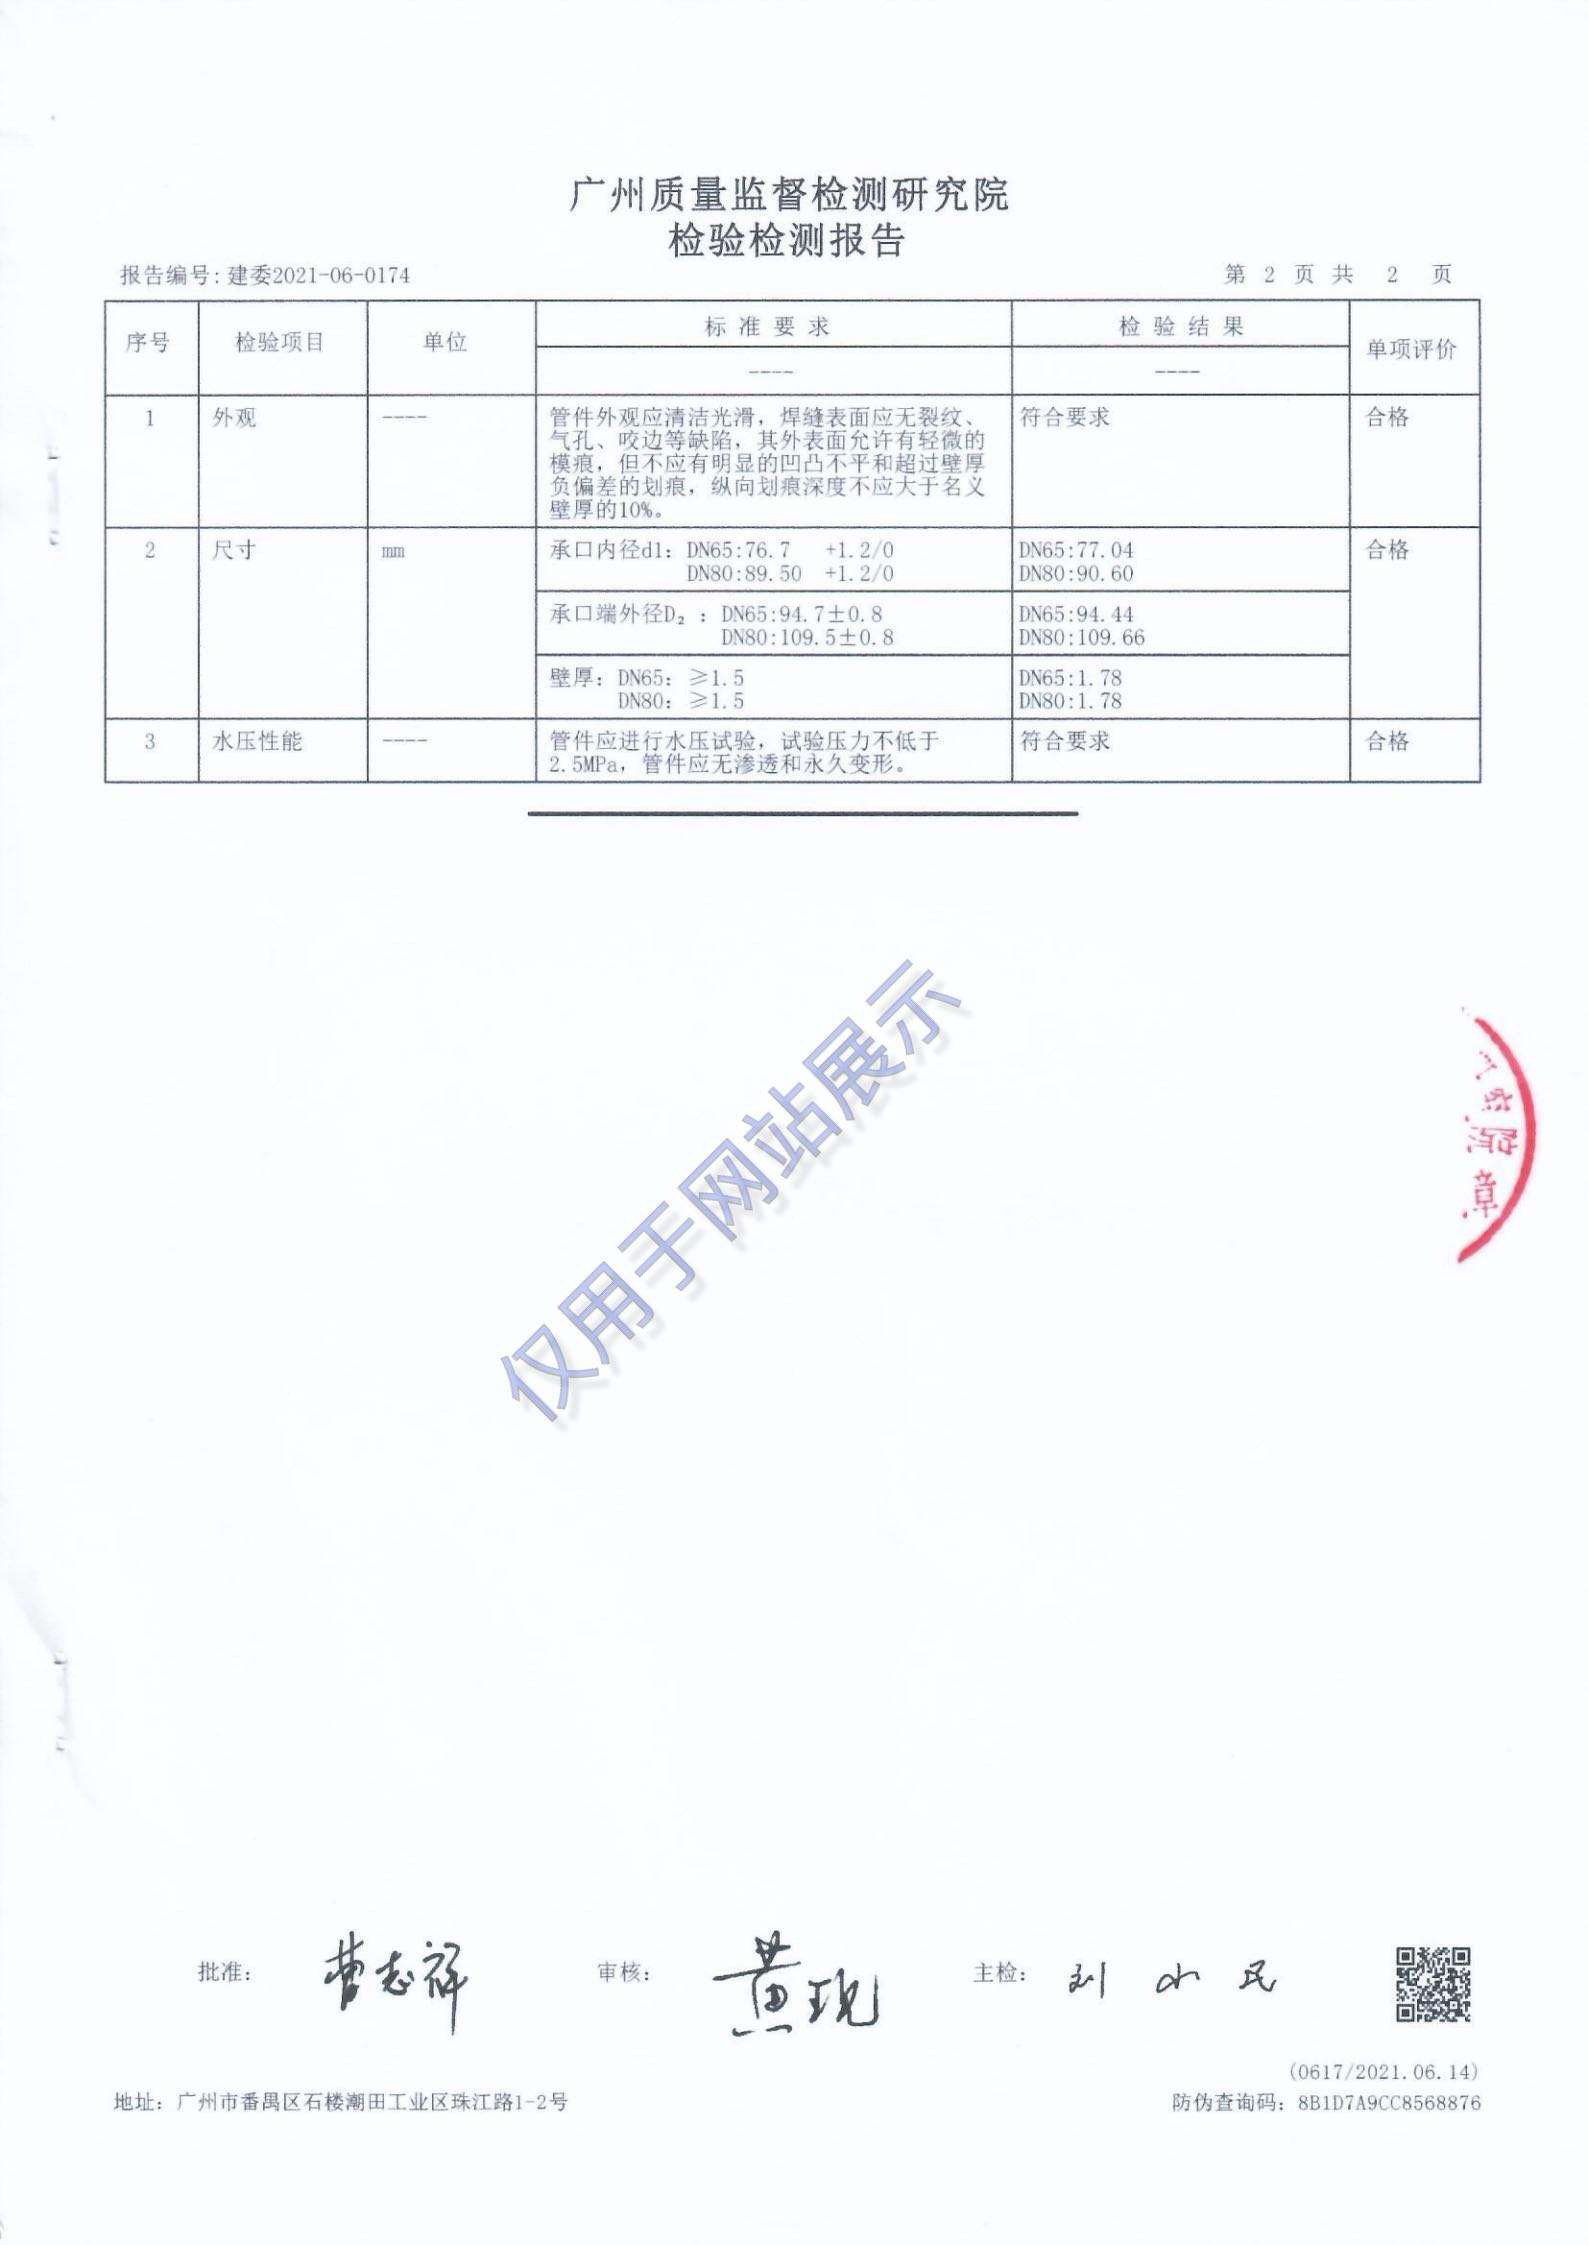 广州质量监督检测研究院
检验检测报告
报告编号: 建委2021-06-0174
第 2 页 共 2 页
序号 检验项目 单位 标 准 要 求 检 验 结 果 单项评价
---- ----
1 外观 ---- 管件外观应清洁光滑，焊缝表面应无裂纹、 符合要求 合格
气孔、咬边等缺陷，其外表面允许有轻微的
模痕，但不应有明显的凹凸不平和超过壁厚
负偏差的划痕，纵向划痕深度不应大于名义
壁厚的10%。
2 尺寸 mm 承口内径d1：DN65:76.7 +1.2/0 DN65:77.04 合格
DN80:89.50 +1.2/0 DN80:90.60
承口端外径D₂ ：DN65:94.7±0.8 DN65:94.44
DN80:109.5±0.8 DN80:109.66
壁厚：DN65：≥1.5 DN65:1.78
DN80：≥1.5 DN80:1.78
3 水压性能 ---- 管件应进行水压试验，试验压力不低于 符合要求 合格
2.5MPa，管件应无渗透和永久变形。
仅用于网站展示
章
批准： 曹志祥 审核： 黄现 主检： 刘小民
(0617/2021.06.14)
地址：广州市番禺区石楼潮田工业区珠江路1-2号
防伪查询码：8B1D7A9CC8568876